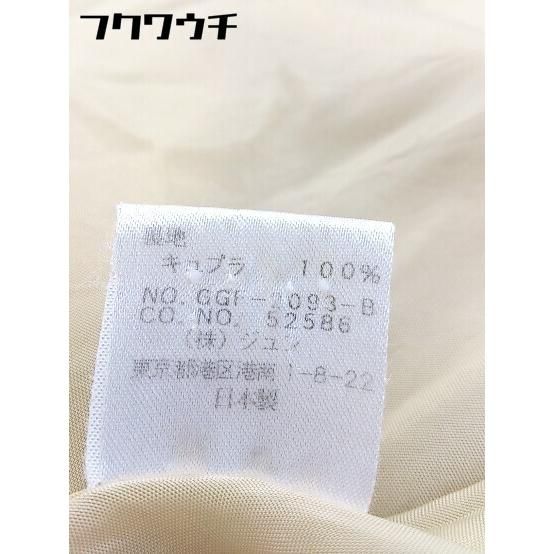 フクワウチ
裏地
キュプラ 100%
CO. NO. 52586
(株)ジュン
東京都港区港南1-8-22
日本製